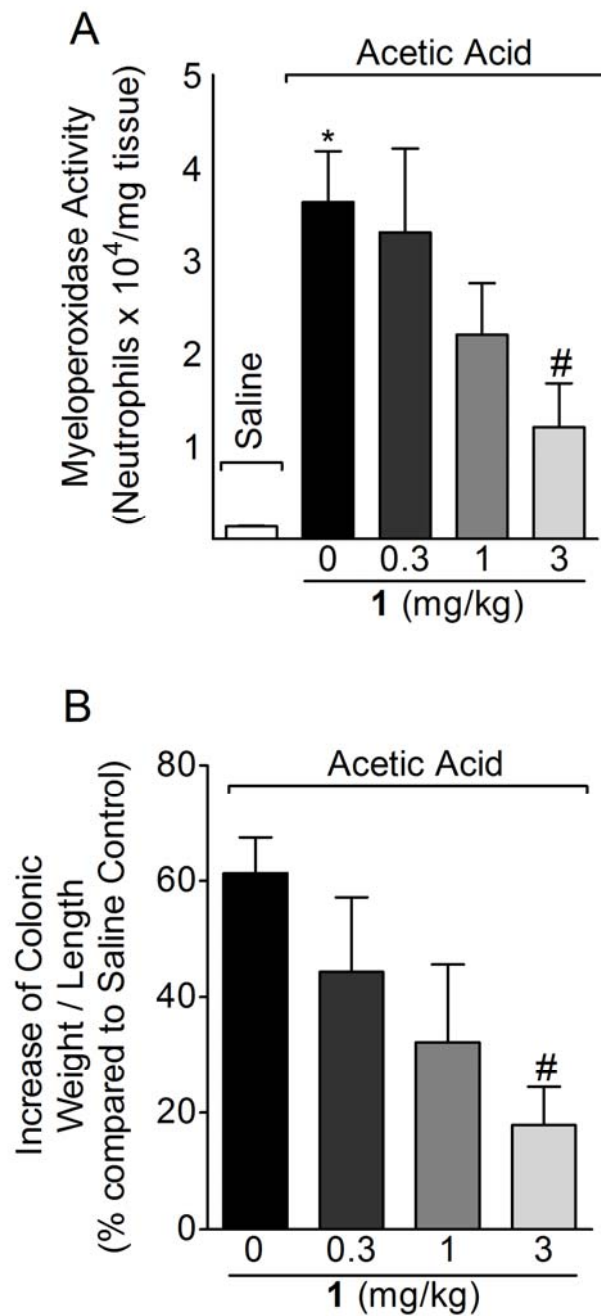 A
Acetic Acid
Myeloperoxidase Activity
(Neutrophils x 10⁴/mg tissue)
5
4
3
2
1
Saline
*
#
0 0.3 1 3
1 (mg/kg)
B
Acetic Acid
Increase of Colonic
Weight / Length
(% compared to Saline Control)
80
60
40
20
0
#
0 0.3 1 3
1 (mg/kg)